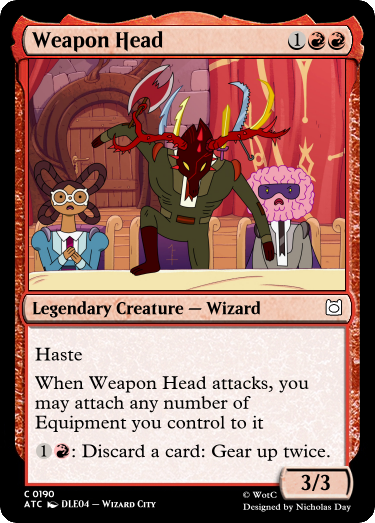 Weapon Head 1
Legendary Creature — Wizard
Haste
When Weapon Head attacks, you
may attach any number of
Equipment you control to it
1 : Discard a card: Gear up twice.
3/3
C 0190
ATC DLE04 – Wizard City
© WotC
Designed by Nicholas Day